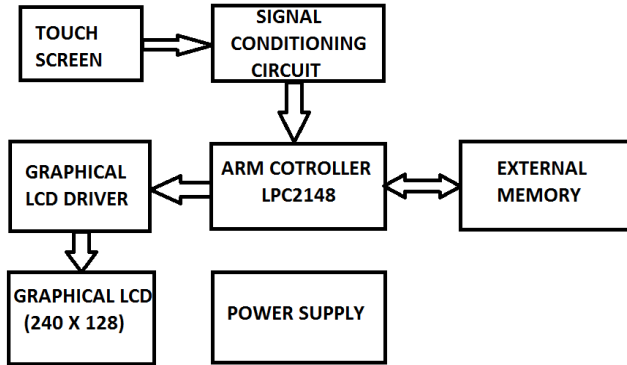 TOUCH
SCREEN
SIGNAL
CONDITIONING
CIRCUIT
GRAPHICAL
LCD DRIVER
ARM COTROLLER
LPC2148
EXTERNAL
MEMORY
GRAPHICAL LCD
(240 X 128)
POWER SUPPLY